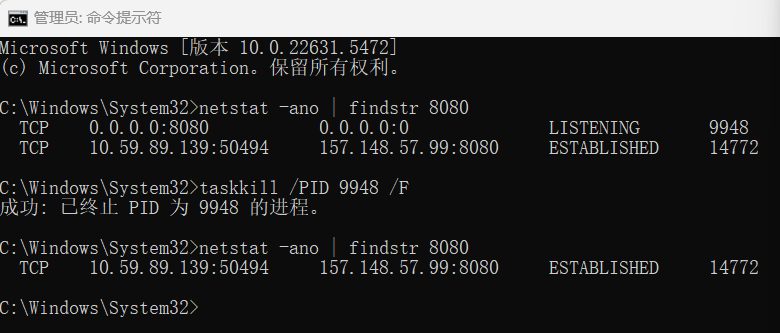 管理员: 命令提示符
Microsoft Windows [版本 10.0.22631.5472]
(c) Microsoft Corporation。保留所有权利。
C:\Windows\System32>netstat -ano | findstr 8080
TCP    0.0.0.0:8080           0.0.0.0:0              LISTENING       9948
TCP    10.59.89.139:50494     157.148.57.99:8080     ESTABLISHED     14772
C:\Windows\System32>taskkill /PID 9948 /F
成功: 已终止 PID 为 9948 的进程。
C:\Windows\System32>netstat -ano | findstr 8080
TCP    10.59.89.139:50494     157.148.57.99:8080     ESTABLISHED     14772
C:\Windows\System32>